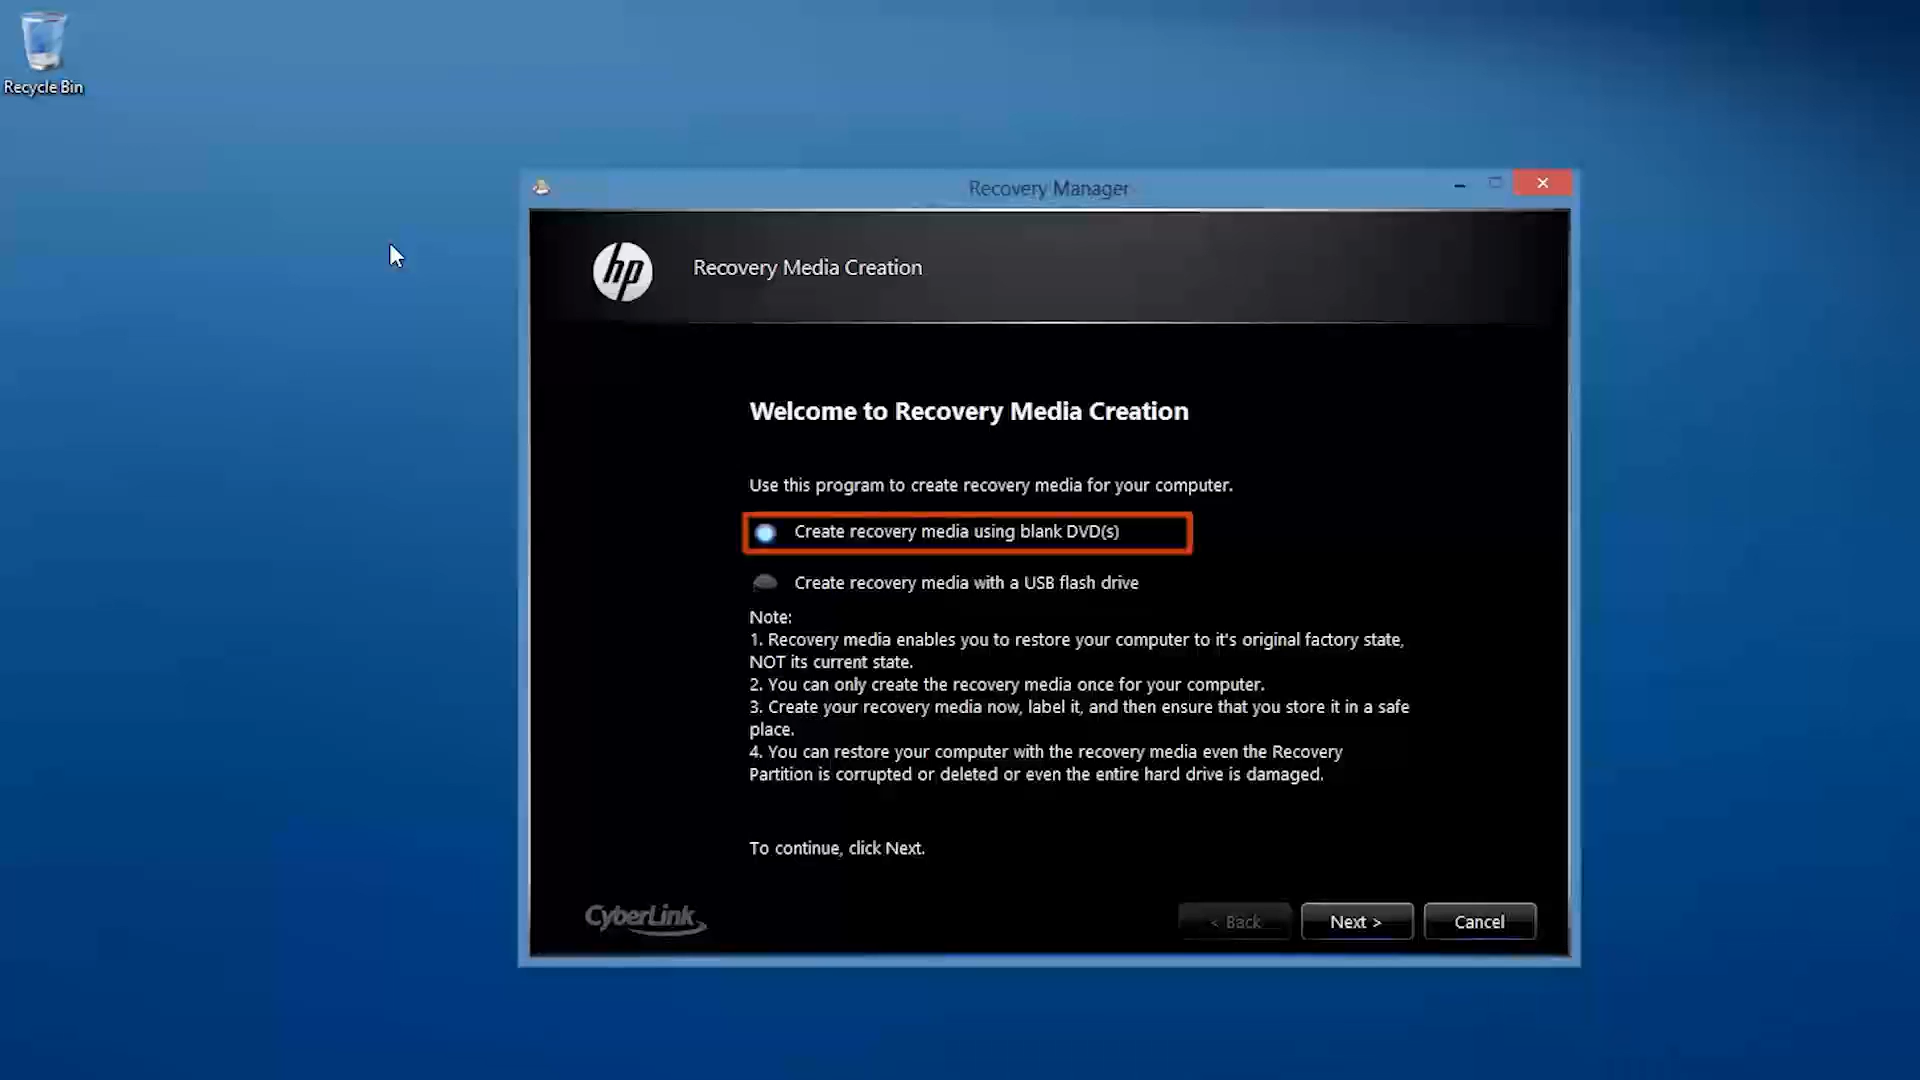 Recycle Bin
Recovery Manager
hp
Recovery Media Creation
Welcome to Recovery Media Creation
Use this program to create recovery media for your computer.
Create recovery media using blank DVD(s)
Create recovery media with a USB flash drive
Note:
1. Recovery media enables you to restore your computer to it's original factory state,
NOT its current state.
2. You can only create the recovery media once for your computer.
3. Create your recovery media now, label it, and then ensure that you store it in a safe
place.
4. You can restore your computer with the recovery media even the Recovery
Partition is corrupted or deleted or even the entire hard drive is damaged.
To continue, click Next.
CyberLink
< Back
Next >
Cancel